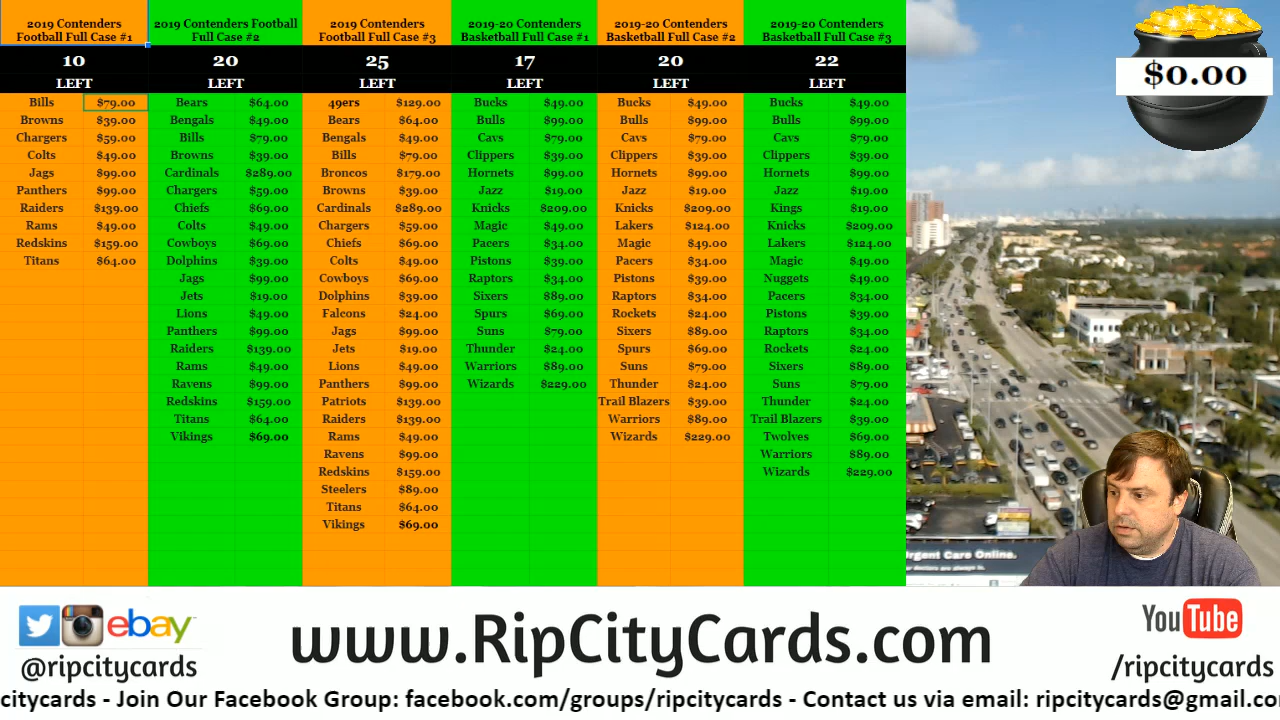 2019 Contenders
Football Full Case #1
10
LEFT
Bills $79.00
Browns $39.00
Chargers $59.00
Colts $49.00
Jags $99.00
Panthers $99.00
Raiders $139.00
Rams $49.00
Redskins $159.00
Titans $64.00
2019 Contenders Football
Full Case #2
20
LEFT
Bears $64.00
Bengals $49.00
Bills $79.00
Browns $39.00
Cardinals $289.00
Chargers $59.00
Chiefs $69.00
Colts $49.00
Cowboys $69.00
Dolphins $39.00
Jags $99.00
Jets $19.00
Lions $49.00
Panthers $99.00
Raiders $139.00
Rams $49.00
Ravens $99.00
Redskins $159.00
Titans $64.00
Vikings $69.00
2019 Contenders
Football Full Case #3
25
LEFT
49ers $129.00
Bears $64.00
Bengals $49.00
Bills $79.00
Broncos $179.00
Browns $39.00
Cardinals $289.00
Chargers $59.00
Chiefs $69.00
Colts $49.00
Cowboys $69.00
Dolphins $39.00
Falcons $24.00
Jags $99.00
Jets $19.00
Lions $49.00
Panthers $99.00
Patriots $139.00
Raiders $139.00
Rams $49.00
Ravens $99.00
Redskins $159.00
Steelers $89.00
Titans $64.00
Vikings $69.00
2019-20 Contenders
Basketball Full Case #1
17
LEFT
Bucks $49.00
Bulls $99.00
Cavs $79.00
Clippers $39.00
Hornets $99.00
Jazz $19.00
Knicks $209.00
Magic $49.00
Pacers $34.00
Pistons $39.00
Raptors $34.00
Sixers $89.00
Spurs $69.00
Suns $79.00
Thunder $24.00
Warriors $89.00
Wizards $229.00
2019-20 Contenders
Basketball Full Case #2
20
LEFT
Bucks $49.00
Bulls $99.00
Cavs $79.00
Clippers $39.00
Hornets $99.00
Jazz $19.00
Knicks $209.00
Lakers $124.00
Magic $49.00
Pacers $34.00
Pistons $39.00
Raptors $34.00
Rockets $24.00
Sixers $89.00
Spurs $69.00
Suns $79.00
Thunder $24.00
Trail Blazers $39.00
Warriors $89.00
Wizards $229.00
2019-20 Contenders
Basketball Full Case #3
22
LEFT
Bucks $49.00
Bulls $99.00
Cavs $79.00
Clippers $39.00
Hornets $99.00
Jazz $19.00
Kings $19.00
Knicks $209.00
Lakers $124.00
Magic $49.00
Nuggets $49.00
Pacers $34.00
Pistons $39.00
Raptors $34.00
Rockets $24.00
Sixers $89.00
Suns $79.00
Thunder $24.00
Trail Blazers $39.00
Twolves $69.00
Warriors $89.00
Wizards $229.00
$0.00
Urgent Care Online.
ebay
@ripcitycards
www.RipCityCards.com
YouTube
/ripcitycards
citycards - Join Our Facebook Group: facebook.com/groups/ripcitycards - Contact us via email: ripcitycards@gmail.co